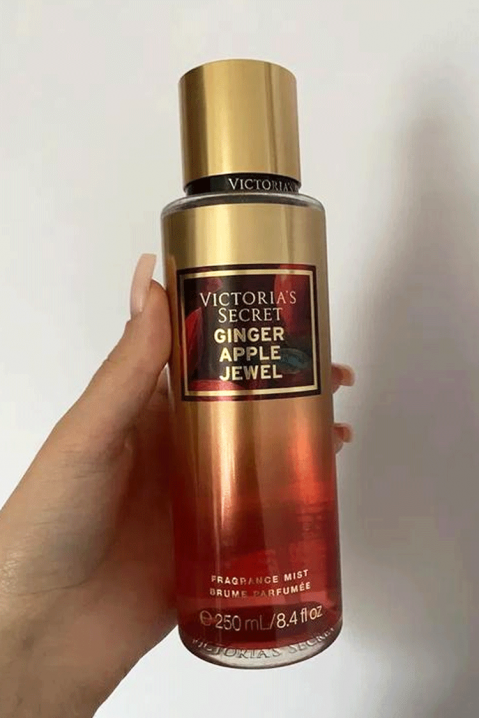 VICTORIA'S
VICTORIA'S
SECRET
GINGER
APPLE
JEWEL
FRAGRANCE MIST
BRUME PARFUMÉE
℮ 250 mL/8.4 fl oz
VICTORIA'S SECRET